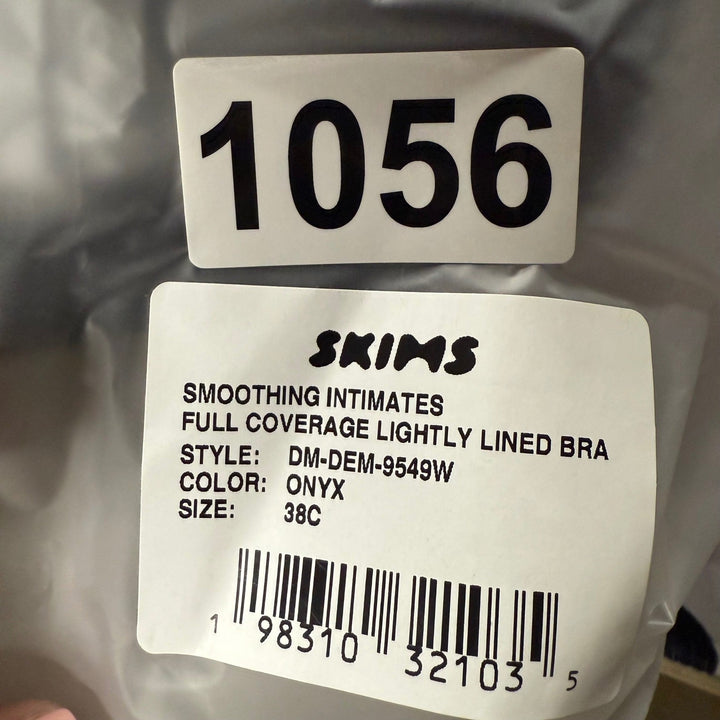 1056
SKIMS
SMOOTHING INTIMATES
FULL COVERAGE LIGHTLY LINED BRA
STYLE: DM-DEM-9549W
COLOR: ONYX
SIZE: 38C
1 98310 32103 5